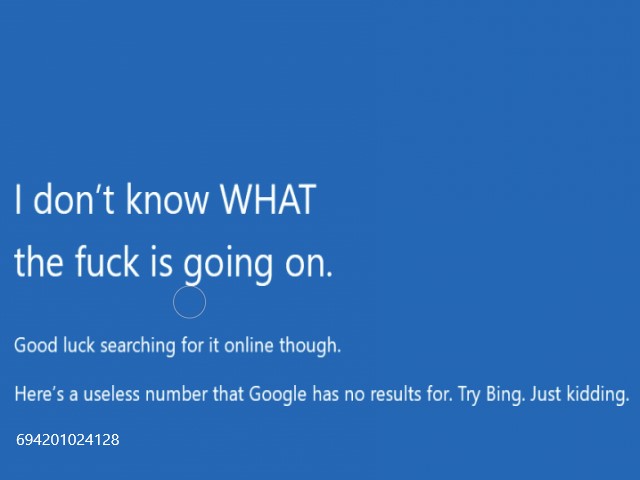 I don’t know WHAT
the fuck is going on.
Good luck searching for it online though.
Here’s a useless number that Google has no results for. Try Bing. Just kidding.
694201024128